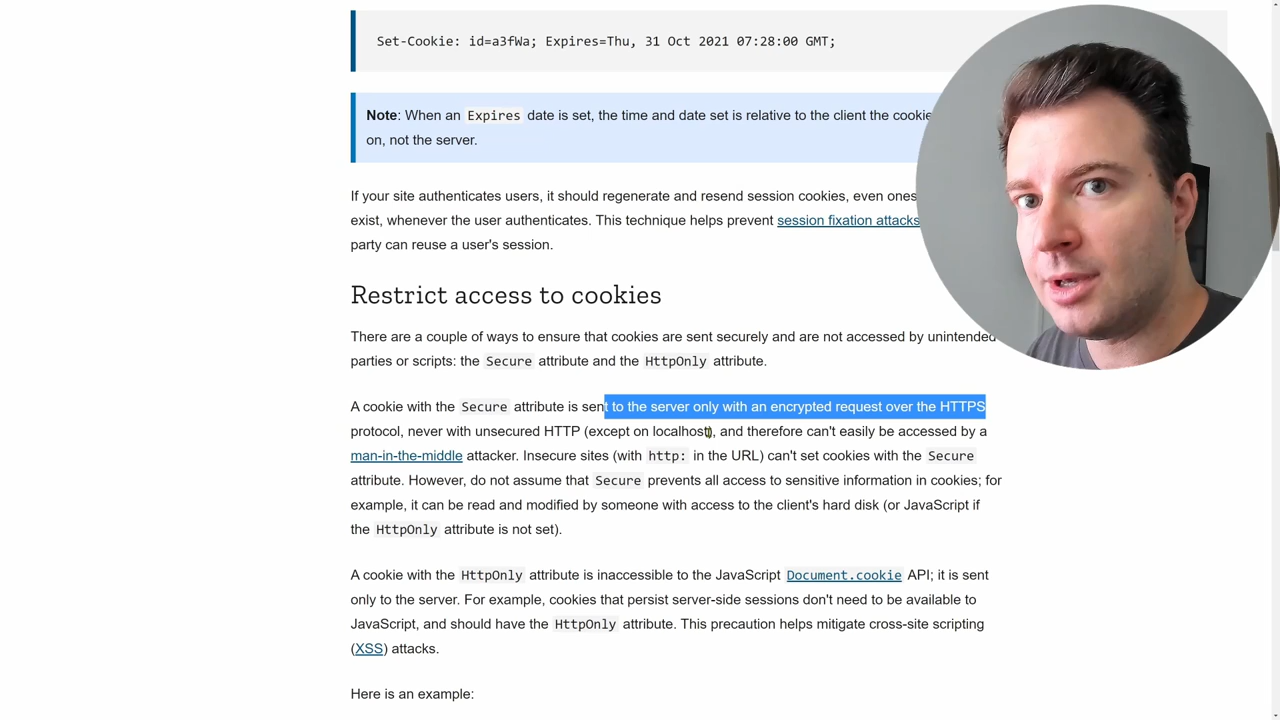 Set-Cookie: id=a3fWa; Expires=Thu, 31 Oct 2021 07:28:00 GMT;
Note: When an Expires date is set, the time and date set is relative to the client the cookie
on, not the server.
If your site authenticates users, it should regenerate and resend session cookies, even ones
exist, whenever the user authenticates. This technique helps prevent session fixation attacks
party can reuse a user's session.
Restrict access to cookies
There are a couple of ways to ensure that cookies are sent securely and are not accessed by unintended
parties or scripts: the Secure attribute and the HttpOnly attribute.
A cookie with the Secure attribute is sent to the server only with an encrypted request over the HTTPS
protocol, never with unsecured HTTP (except on localhost), and therefore can't easily be accessed by a
man-in-the-middle attacker. Insecure sites (with http: in the URL) can't set cookies with the Secure
attribute. However, do not assume that Secure prevents all access to sensitive information in cookies; for
example, it can be read and modified by someone with access to the client's hard disk (or JavaScript if
the HttpOnly attribute is not set).
A cookie with the HttpOnly attribute is inaccessible to the JavaScript Document.cookie API; it is sent
only to the server. For example, cookies that persist server-side sessions don't need to be available to
JavaScript, and should have the HttpOnly attribute. This precaution helps mitigate cross-site scripting
(XSS) attacks.
Here is an example: